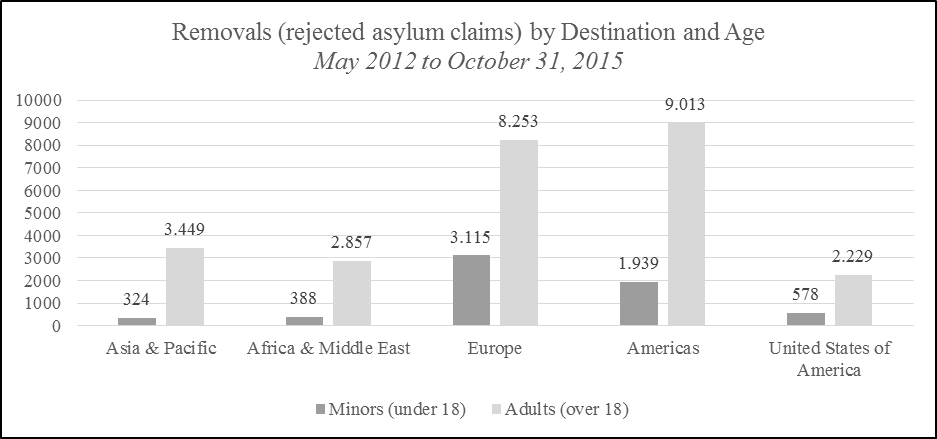 Removals (rejected asylum claims) by Destination and Age
May 2012 to October 31, 2015
10000
9000
8000
7000
6000
5000
4000
3000
2000
1000
0
324
3.449
388
2.857
3.115
8.253
1.939
9.013
578
2.229
Asia & Pacific
Africa & Middle East
Europe
Americas
United States of
America
Minors (under 18)
Adults (over 18)